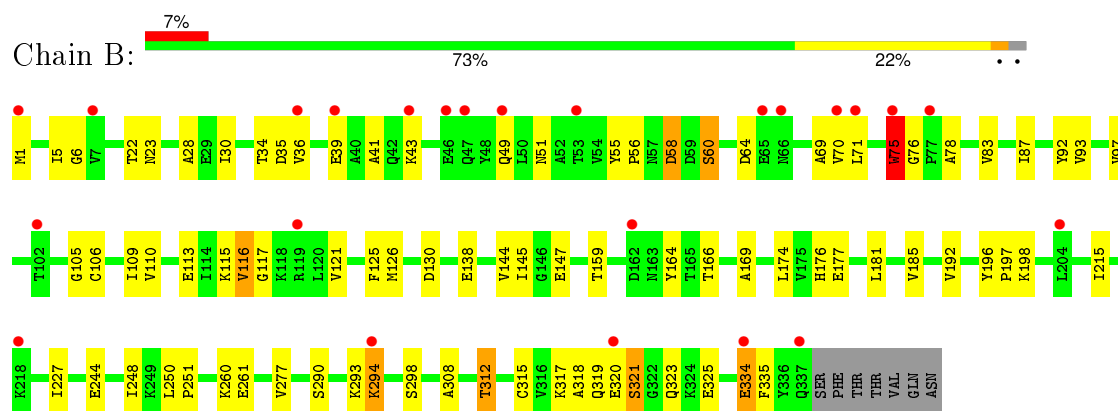 7%
Chain B:
73% 22% • •
M1 I5 G6 V7 T22 N23 A28 E29 I30 T34 D35 V36 E39 A40 A41 Q42 K43 E46 Q47 Y48 Q49 L50 N51 A52 T53 V54 Y55 P56 N57 D58 D59 S60 D64 E65 N66 A69 V70 L71 W75 G76 P77 A78 V83 I87 Y92 V93 V97
T102 G105 C106 I109 V110 E113 I114 K115 V116 G117 K118 R119 L120 V121 F125 M126 D130 E138 V144 I145 G146 E147 T159 D162 N163 Y164 T165 T166 A169 L174 V175 H176 E177 L181 V185 V192 Y196 P197 K198 L204 I215
K218 I227 E244 I248 K249 L250 P251 K260 E261 V277 S290 K293 K294 S298 A308 T312 C315 V316 K317 A318 Q319 E320 S321 G322 Q323 K324 E325 E334 F335 Y336 Q337 SER PHE THR THR VAL GLN ASN